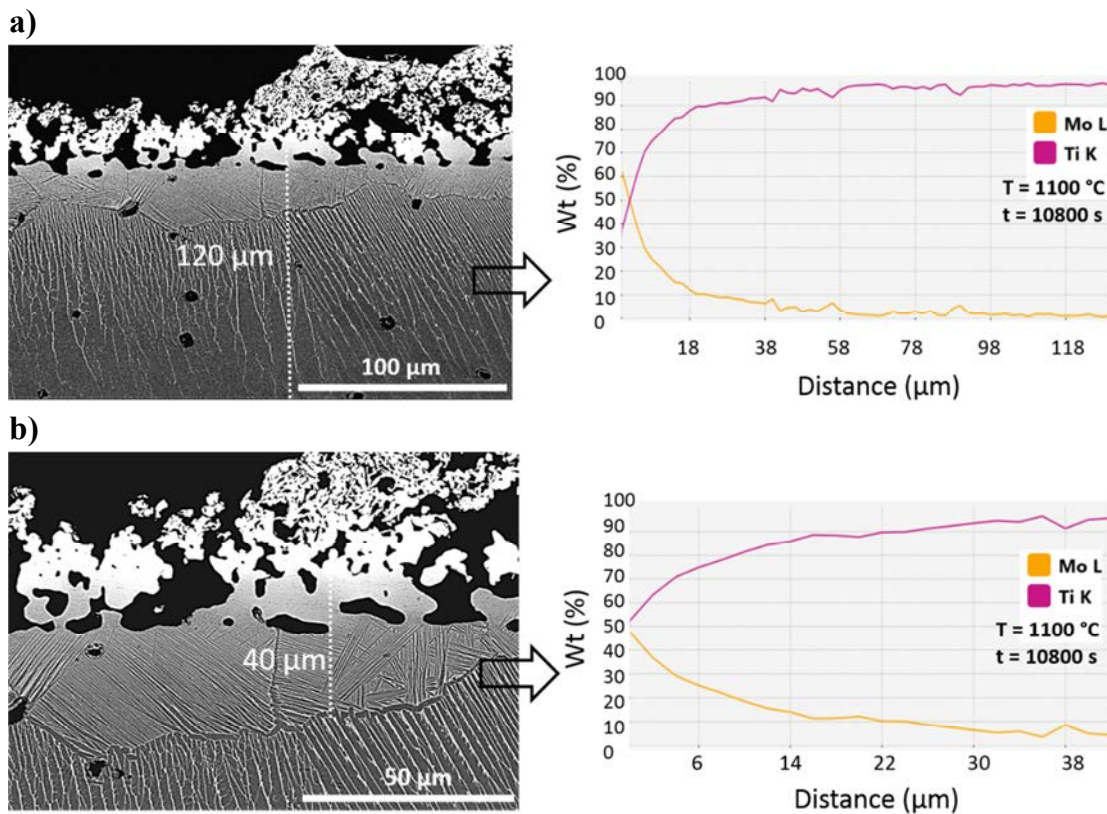 a)
120 μm
100 μm
100
90
80
70
60
50
40
30
20
10
0
Wt (%)
Mo L
Ti K
T = 1100 °C
t = 10800 s
18 38 58 78 98 118
Distance (μm)
b)
40 μm
50 μm
100
90
80
70
60
50
40
30
20
10
0
Wt (%)
Mo L
Ti K
T = 1100 °C
t = 10800 s
6 14 22 30 38
Distance (μm)